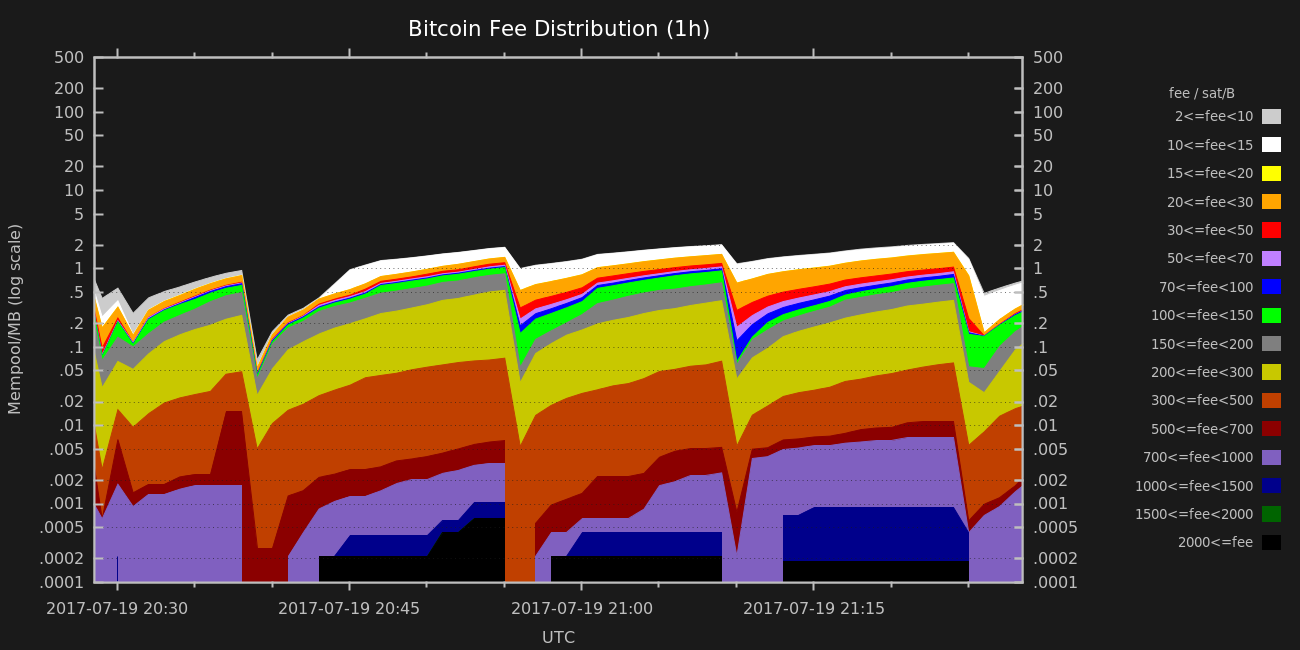 Bitcoin Fee Distribution (1h)
500
200
100
50
20
10
5
2
1
.5
.2
.1
.05
.02
.01
.005
.002
.001
.0005
.0002
.0001
Mempool/MB (log scale)
500
200
100
50
20
10
5
2
1
.5
.2
.1
.05
.02
.01
.005
.002
.001
.0005
.0002
.0001
2017-07-19 20:30
2017-07-19 20:45
2017-07-19 21:00
2017-07-19 21:15
UTC
fee / sat/B
2<=fee<10
10<=fee<15
15<=fee<20
20<=fee<30
30<=fee<50
50<=fee<70
70<=fee<100
100<=fee<150
150<=fee<200
200<=fee<300
300<=fee<500
500<=fee<700
700<=fee<1000
1000<=fee<1500
1500<=fee<2000
2000<=fee